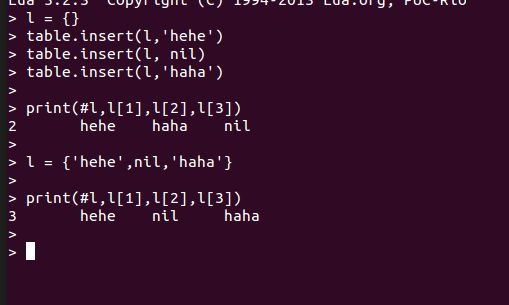 Lua 5.2.3 Copyright (C) 1994-2013 Lua.org, PUC-Rio
> l = {}
> table.insert(l,'hehe')
> table.insert(l, nil)
> table.insert(l,'haha')
>
> print(#l,l[1],l[2],l[3])
2 hehe haha nil
>
> l = {'hehe',nil,'haha'}
>
> print(#l,l[1],l[2],l[3])
3 hehe nil haha
>
>